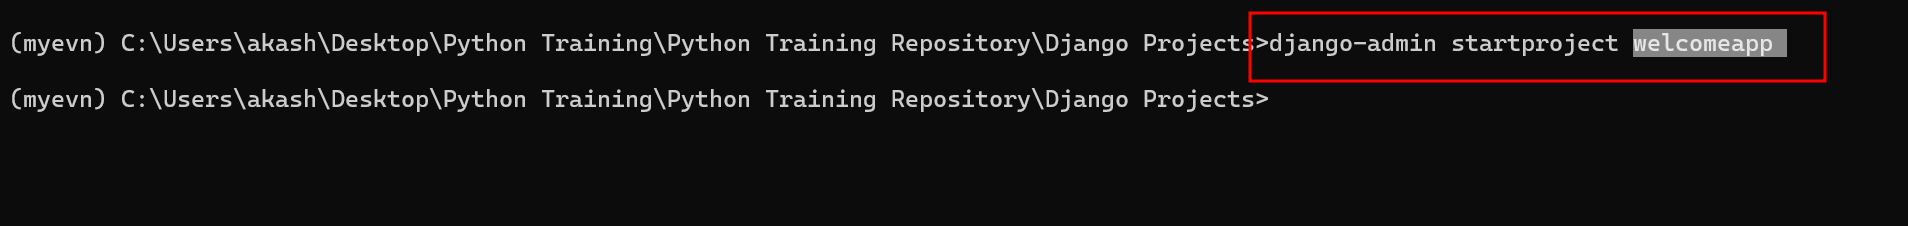 (myevn) C:\Users\akash\Desktop\Python Training\Python Training Repository\Django Projects>django-admin startproject welcomeapp
(myevn) C:\Users\akash\Desktop\Python Training\Python Training Repository\Django Projects>